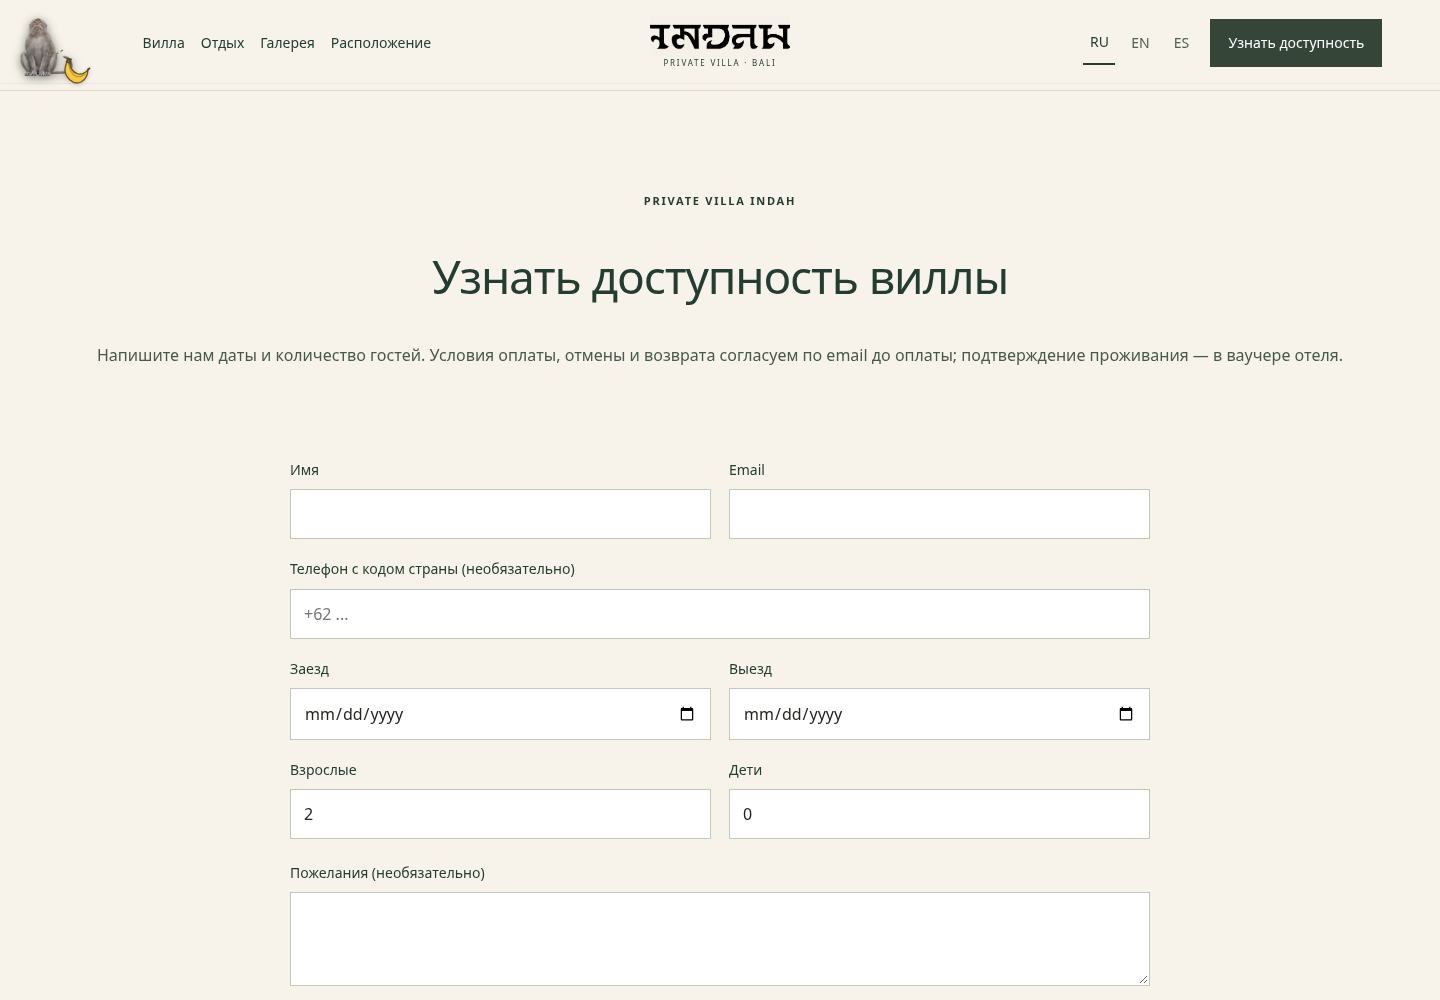 Вилла Отдых Галерея Расположение
INDAH
PRIVATE VILLA · BALI
RU EN ES Узнать доступность
PRIVATE VILLA INDAH
Узнать доступность виллы
Напишите нам даты и количество гостей. Условия оплаты, отмены и возврата согласуем по email до оплаты; подтверждение проживания — в ваучере отеля.
Имя Email
Телефон с кодом страны (необязательно)
+62 ...
Заезд Выезд
mm/dd/yyyy mm/dd/yyyy
Взрослые Дети
2 0
Пожелания (необязательно)